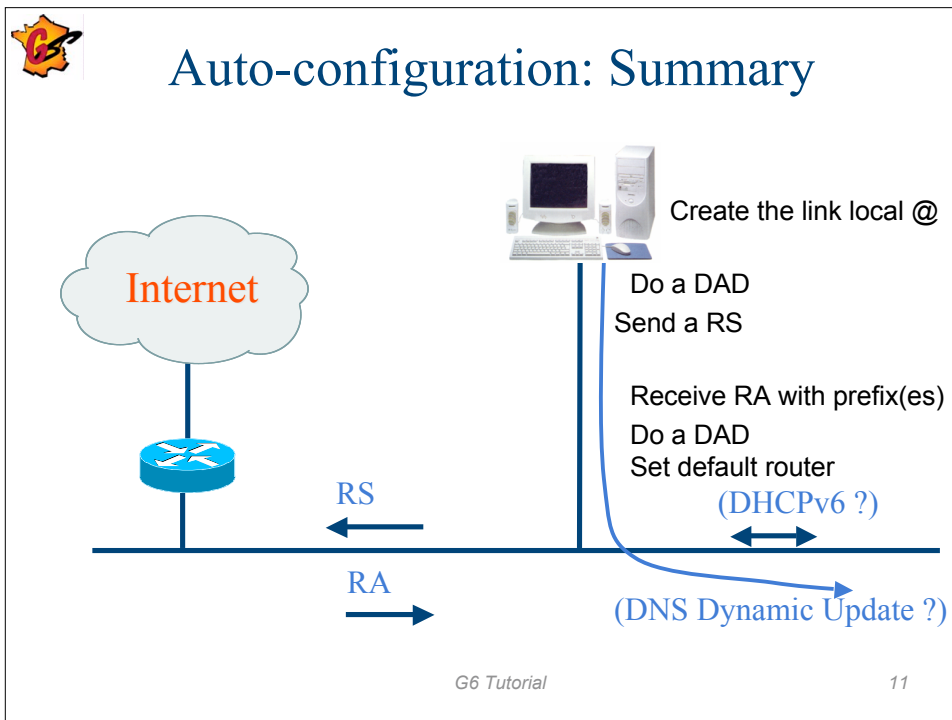 G6
Auto-configuration: Summary
Create the link local @
Internet
Do a DAD
Send a RS
Receive RA with prefix(es)
Do a DAD
Set default router
RS
(DHCPv6 ?)
RA
(DNS Dynamic Update ?)
G6 Tutorial
11